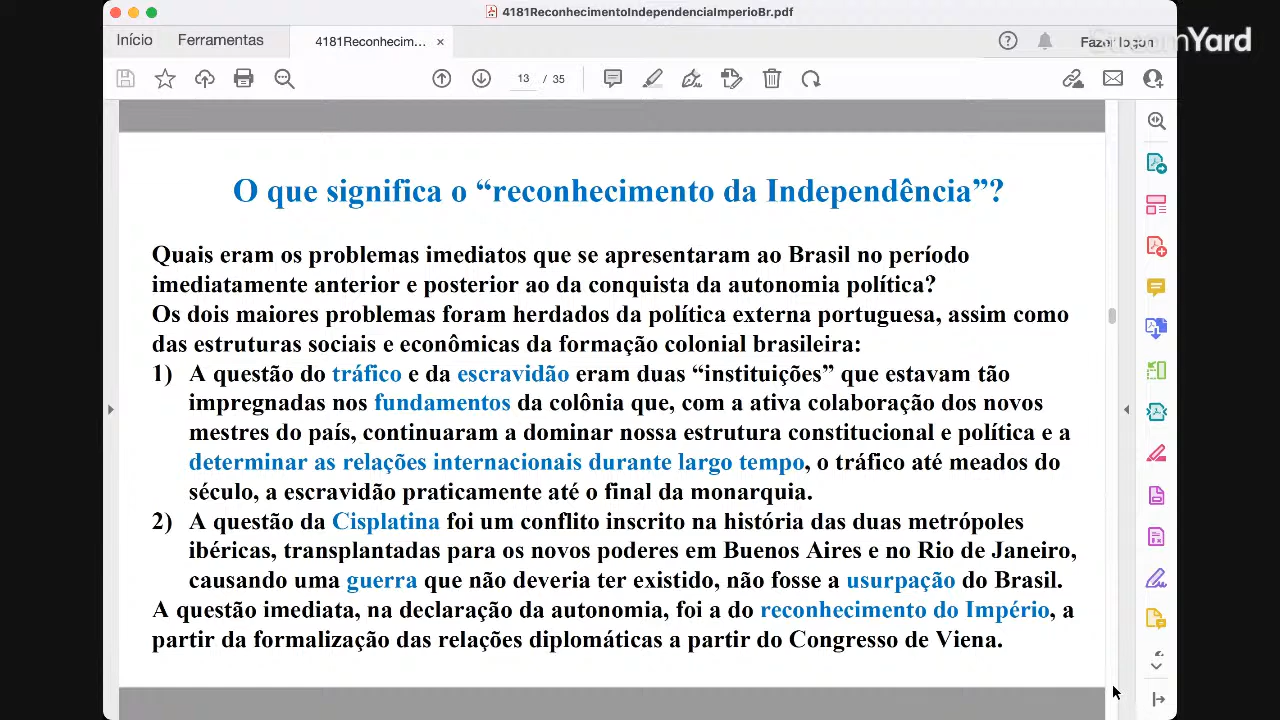 4181ReconhecimentoIndependenciaImperioBr.pdf
Início
Ferramentas
4181Reconhecim... ×
Fazer logon
StreamYard
13 / 35
O que significa o “reconhecimento da Independência”?
Quais eram os problemas imediatos que se apresentaram ao Brasil no período
imediatamente anterior e posterior ao da conquista da autonomia política?
Os dois maiores problemas foram herdados da política externa portuguesa, assim como
das estruturas sociais e econômicas da formação colonial brasileira:
1) A questão do tráfico e da escravidão eram duas “instituições” que estavam tão
impregnadas nos fundamentos da colônia que, com a ativa colaboração dos novos
mestres do país, continuaram a dominar nossa estrutura constitucional e política e a
determinar as relações internacionais durante largo tempo, o tráfico até meados do
século, a escravidão praticamente até o final da monarquia.
2) A questão da Cisplatina foi um conflito inscrito na história das duas metrópoles
ibéricas, transplantadas para os novos poderes em Buenos Aires e no Rio de Janeiro,
causando uma guerra que não deveria ter existido, não fosse a usurpação do Brasil.
A questão imediata, na declaração da autonomia, foi a do reconhecimento do Império, a
partir da formalização das relações diplomáticas a partir do Congresso de Viena.